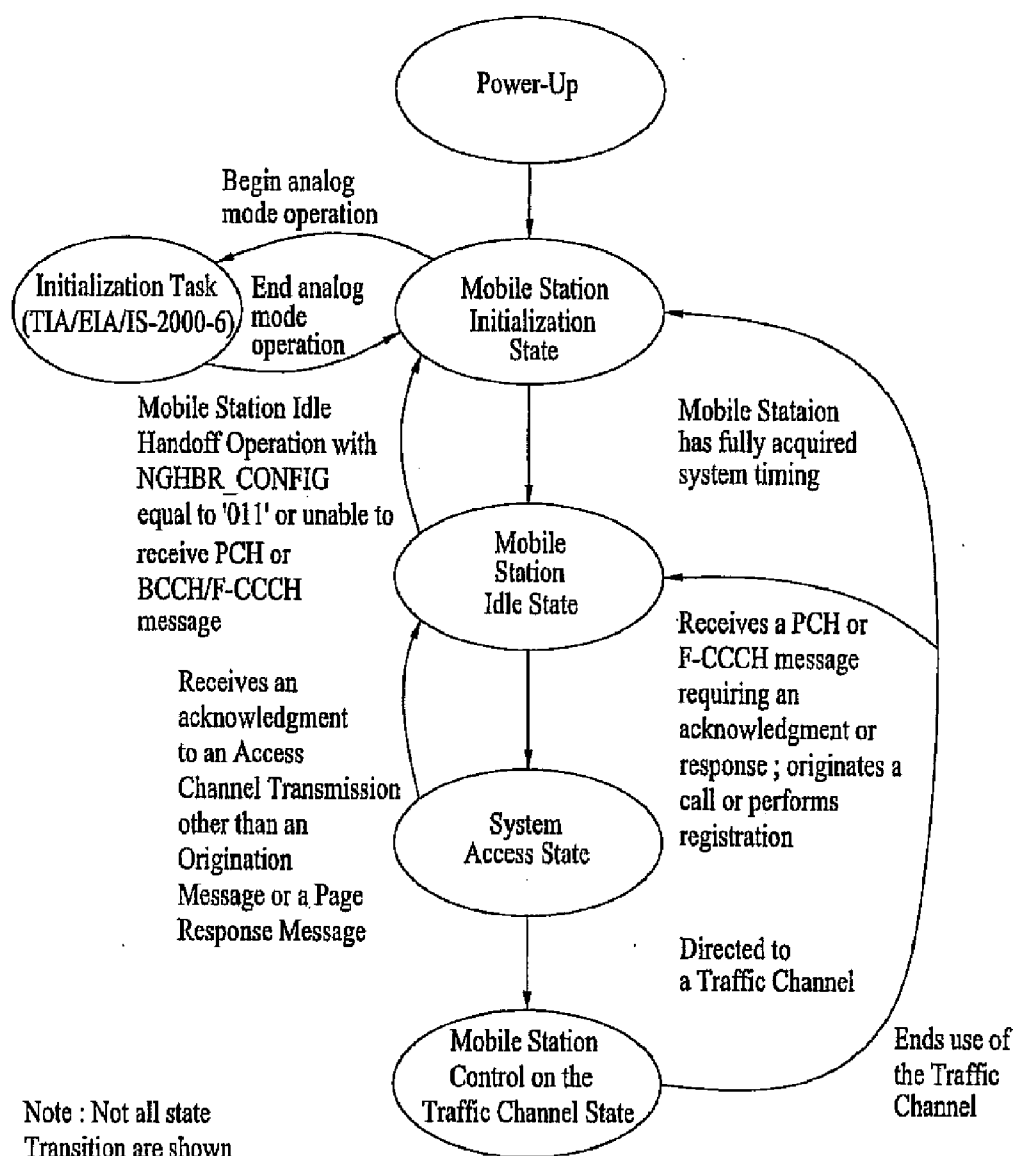 Power-Up
Begin analog
mode operation
Initialization Task
(TIA/EIA/IS-2000-6)
End analog
mode
operation
Mobile Station
Initialization
State
Mobile Station Idle
Handoff Operation with
NGHBR_CONFIG
equal to '011' or unable to
receive PCH or
BCCH/F-CCCH
message
Mobile Stataion
has fully acquired
system timing
Mobile
Station
Idle State
Receives an
acknowledgment
to an Access
Channel Transmission
other than an
Origination
Message or a Page
Response Message
Receives a PCH or
F-CCCH message
requiring an
acknowledgment or
response ; originates a
call or performs
registration
System
Access State
Directed to
a Traffic Channel
Mobile Station
Control on the
Traffic Channel State
Ends use of
the Traffic
Channel
Note : Not all state
Transition are shown